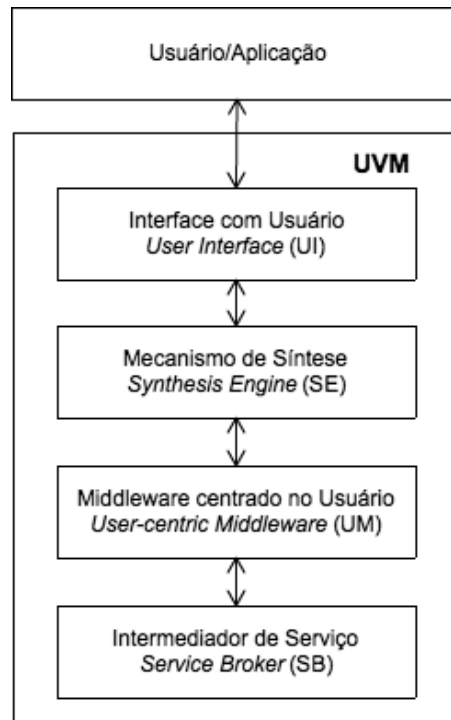 Usuário/Aplicação
UVM
Interface com Usuário
User Interface (UI)
Mecanismo de Síntese
Synthesis Engine (SE)
Middleware centrado no Usuário
User-centric Middleware (UM)
Intermediador de Serviço
Service Broker (SB)